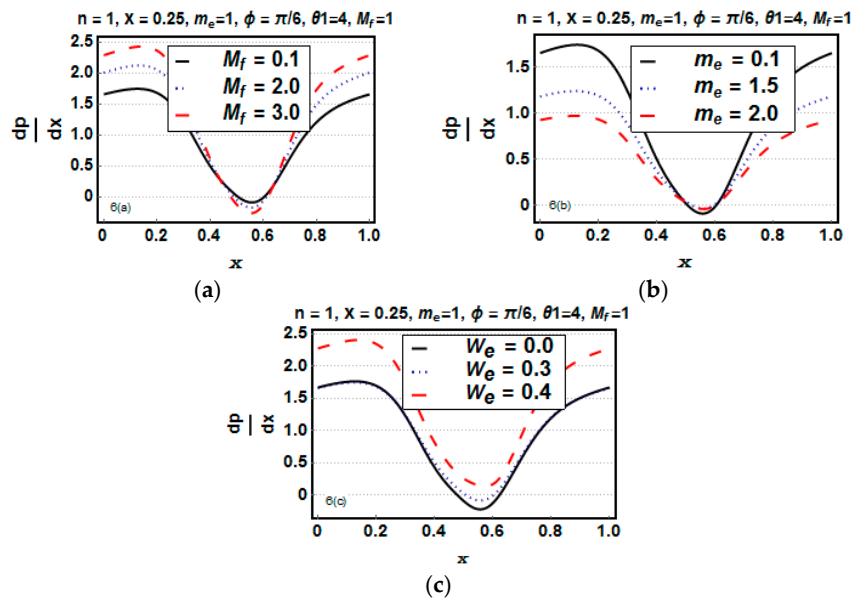 n = 1, X = 0.25, mₑ=1, ϕ = π/6, θ1=4, M_f=1
2.5
2.0
1.5
1.0
0.5
0
dp
dx
M_f = 0.1
M_f = 2.0
M_f = 3.0
6(a)
0.0 0.2 0.4 0.6 0.8 1.0
x
(a)
n = 1, X = 0.25, mₑ=1, ϕ = π/6, θ1=4, M_f=1
1.5
1.0
0.5
0
dp
dx
mₑ = 0.1
mₑ = 1.5
mₑ = 2.0
6(b)
0 0.2 0.4 0.6 0.8 1.0
x
(b)
n = 1, X = 0.25, mₑ=1, ϕ = π/6, θ1=4, M_f=1
2.5
2.0
1.5
1.0
0.5
0
dp
dx
Wₑ = 0.0
Wₑ = 0.3
Wₑ = 0.4
6(c)
0 0.2 0.4 0.6 0.8 1.0
x
(c)